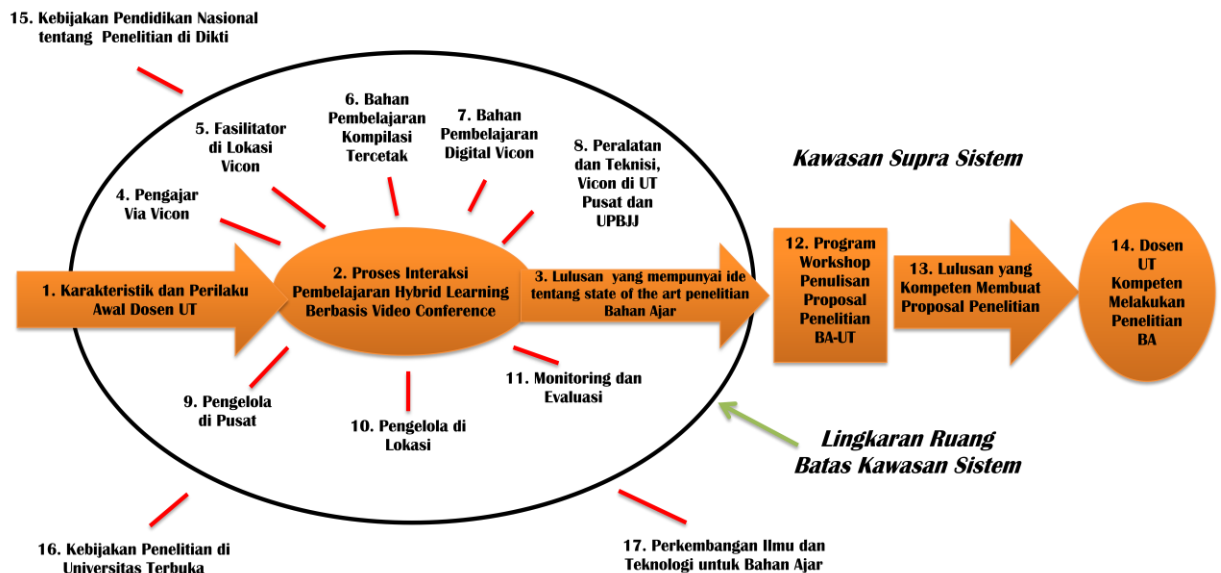 15. Kebijakan Pendidikan Nasional
tentang Penelitian di Dikti
6. Bahan
Pembelajaran
Kompilasi
Tercetak
7. Bahan
Pembelajaran
Digital Vicon
5. Fasilitator
di Lokasi
Vicon
8. Peralatan
dan Teknisi,
Vicon di UT
Pusat dan
UPBJJ
4. Pengajar
Via Vicon
Kawasan Supra Sistem
1. Karakteristik dan Perilaku
Awal Dosen UT
2. Proses Interaksi
Pembelajaran Hybrid Learning
Berbasis Video Conference
3. Lulusan yang mempunyai ide
tentang state of the art penelitian
Bahan Ajar
12. Program
Workshop
Penulisan
Proposal
Penelitian
BA-UT
13. Lulusan yang
Kompeten Membuat
Proposal Penelitian
14. Dosen
UT
Kompeten
Melakukan
Penelitian
BA
9. Pengelola
di Pusat
10. Pengelola di
Lokasi
11. Monitoring dan
Evaluasi
Lingkaran Ruang
Batas Kawasan Sistem
16. Kebijakan Penelitian di
Universitas Terbuka
17. Perkembangan Ilmu dan
Teknologi untuk Bahan Ajar